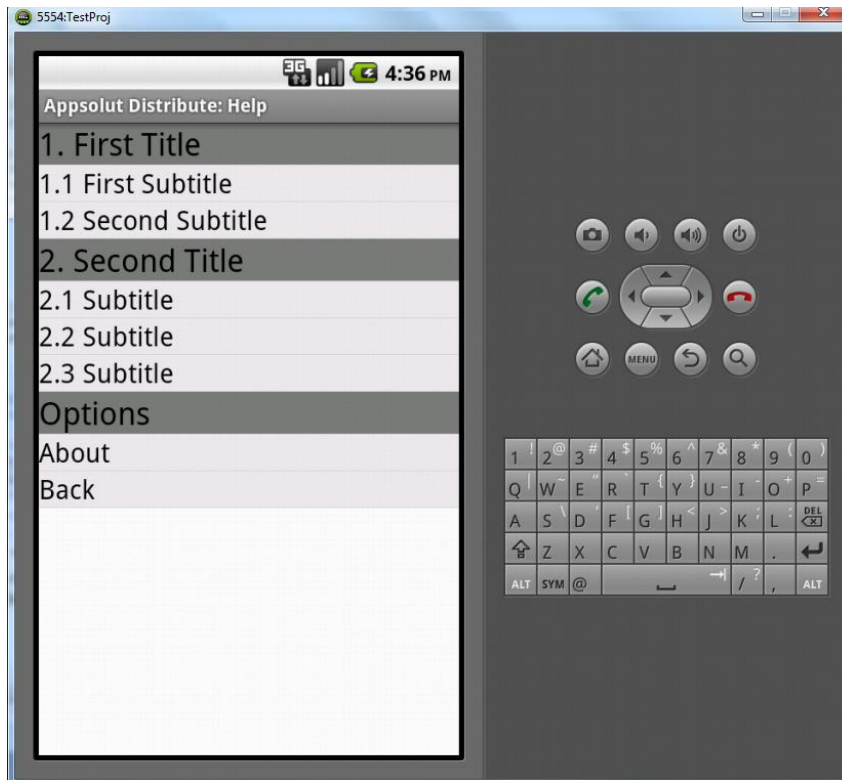 5554:TestProj
3G 4:36 PM
Appsolut Distribute: Help
1. First Title
1.1 First Subtitle
1.2 Second Subtitle
2. Second Title
2.1 Subtitle
2.2 Subtitle
2.3 Subtitle
Options
About
Back
MENU
1 ! 2 @ 3 # 4 $ 5 % 6 ^ 7 & 8 * 9 ( 0 )
Q | W ~ E " R ` T { Y } U _ I - O + P =
A S \ D ' F [ G ] H < J > K ; L : DEL
Z X C V B N M .
ALT SYM @ / ? , ALT